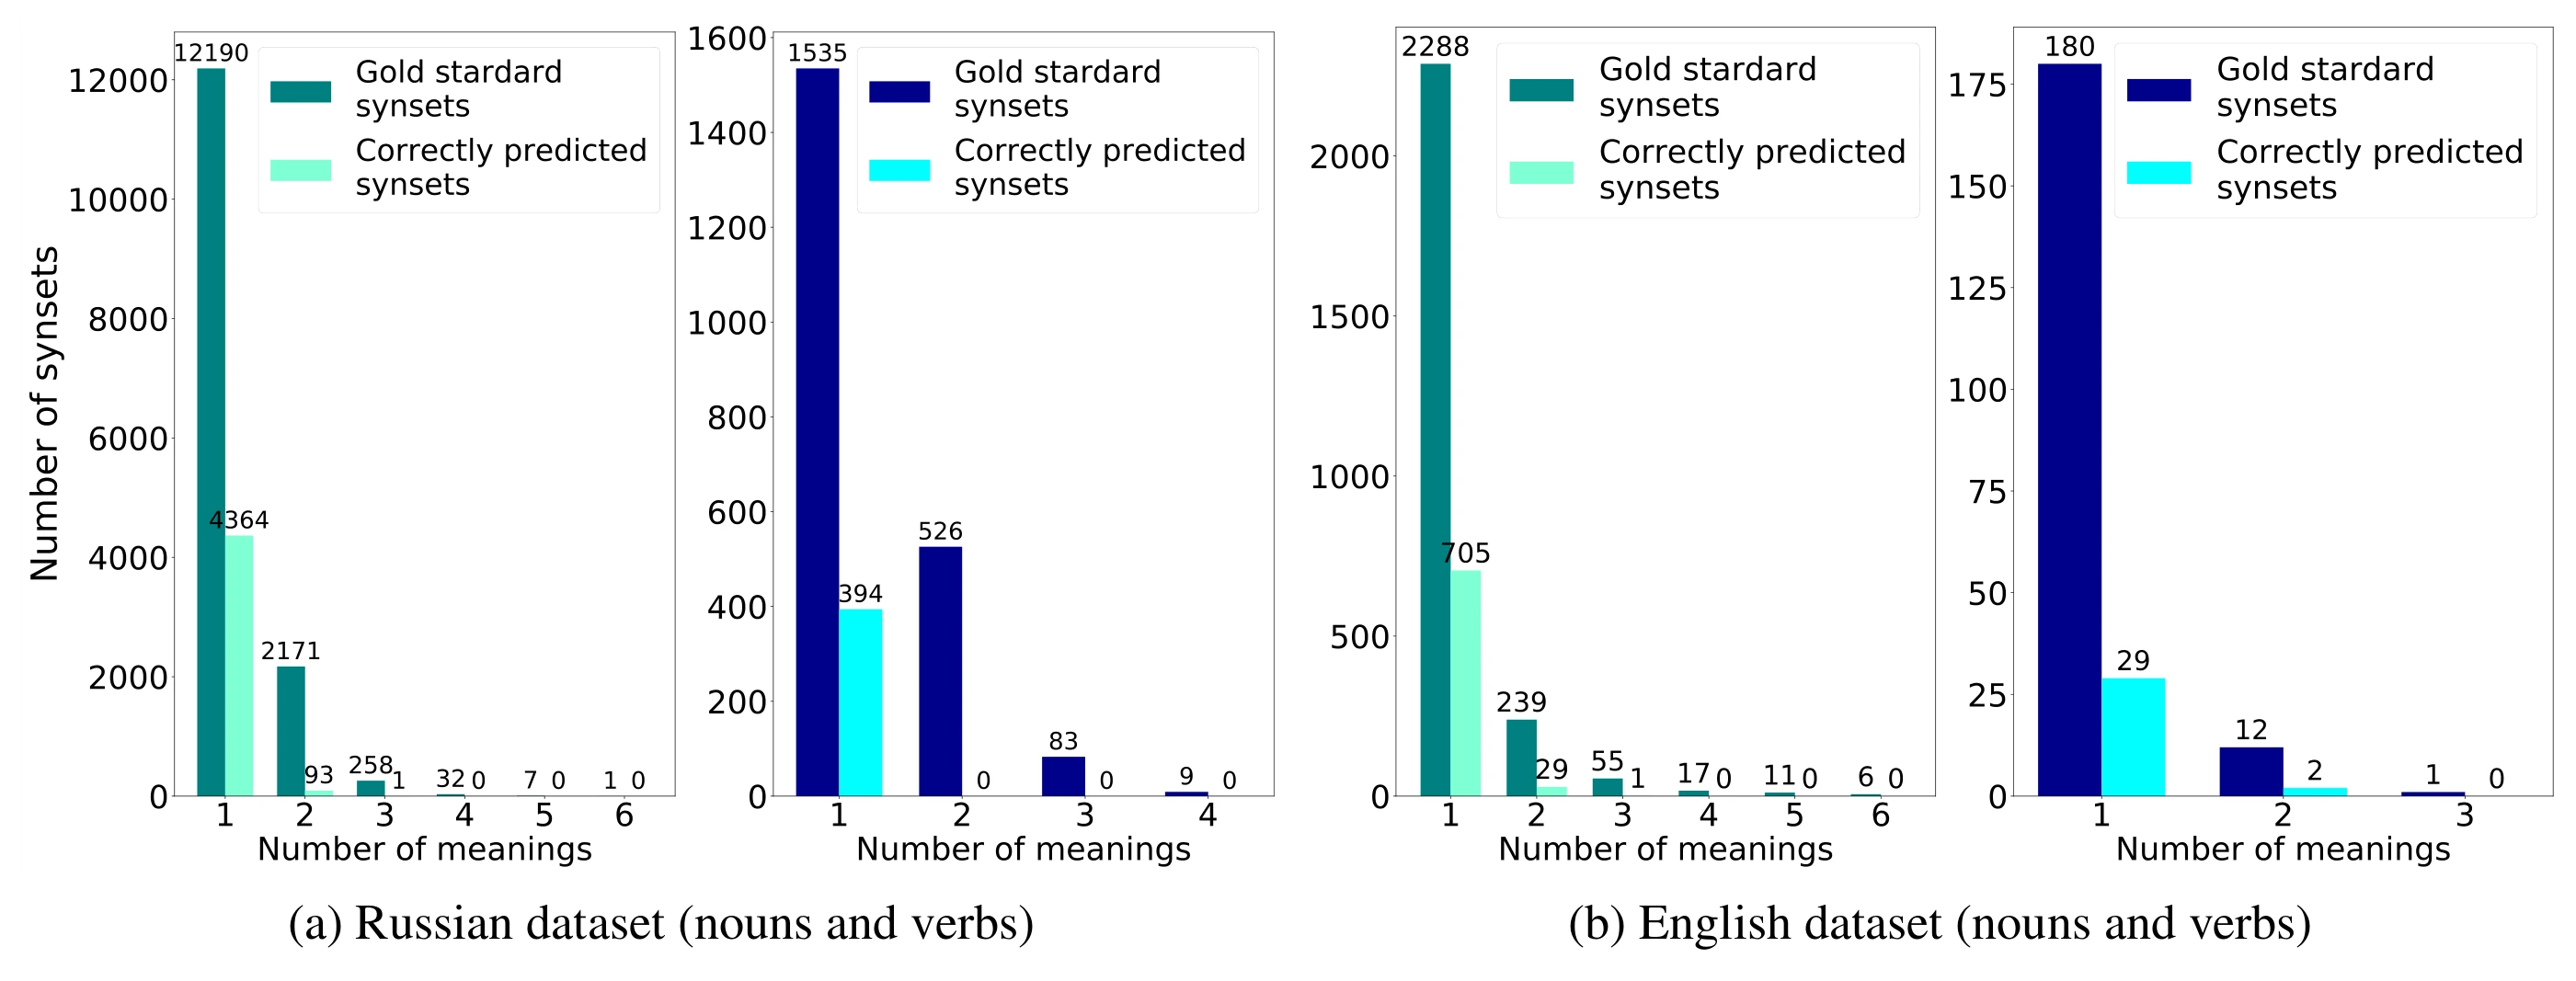 Number of synsets
12000
10000
8000
6000
4000
2000
0
12190
4364
2171
93
258
1
32
0
7
0
1
0
Gold stardard
synsets
Correctly predicted
synsets
1 2 3 4 5 6
Number of meanings
1600
1400
1200
1000
800
600
400
200
0
1535
394
526
0
83
0
9
0
Gold stardard
synsets
Correctly predicted
synsets
1 2 3 4
Number of meanings
(a) Russian dataset (nouns and verbs)
2000
1500
1000
500
0
2288
705
239
29
55
1
17
0
11
0
6
0
Gold stardard
synsets
Correctly predicted
synsets
1 2 3 4 5 6
Number of meanings
175
150
125
100
75
50
25
0
180
29
12
2
1
0
Gold stardard
synsets
Correctly predicted
synsets
1 2 3
Number of meanings
(b) English dataset (nouns and verbs)